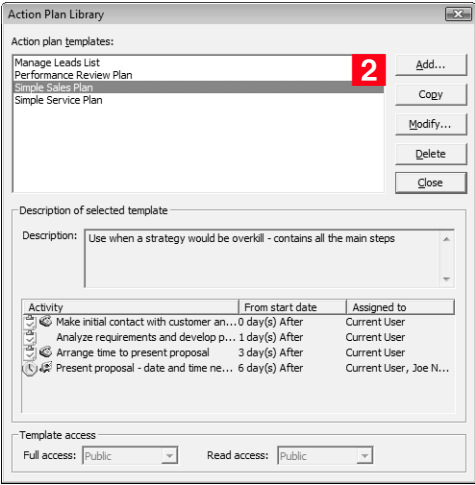 Action Plan Library
Action plan templates:
Manage Leads List
Performance Review Plan
Simple Sales Plan
Simple Service Plan
2
Add...
Copy
Modify...
Delete
Close
Description of selected template
Description: Use when a strategy would be overkill - contains all the main steps
Activity From start date Assigned to
Make initial contact with customer an... 0 day(s) After Current User
Analyze requirements and develop p... 1 day(s) After Current User
Arrange time to present proposal 3 day(s) After Current User
Present proposal - date and time ne... 6 day(s) After Current User, Joe N...
Template access
Full access: Public Read access: Public